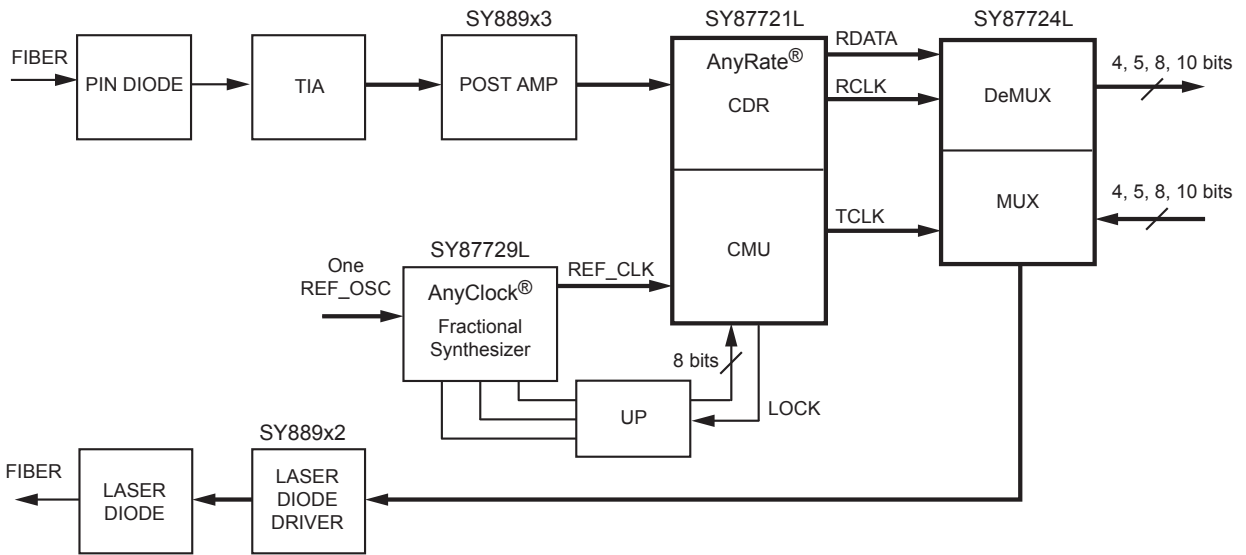 SY889x3
SY87721L
SY87724L
FIBER
PIN DIODE
TIA
POST AMP
AnyRate®
CDR
RDATA
RCLK
DeMUX
4, 5, 8, 10 bits
CMU
TCLK
MUX
4, 5, 8, 10 bits
SY87729L
One
REF_OSC
AnyClock®
Fractional
Synthesizer
REF_CLK
8 bits
UP
LOCK
SY889x2
FIBER
LASER
DIODE
LASER
DIODE
DRIVER